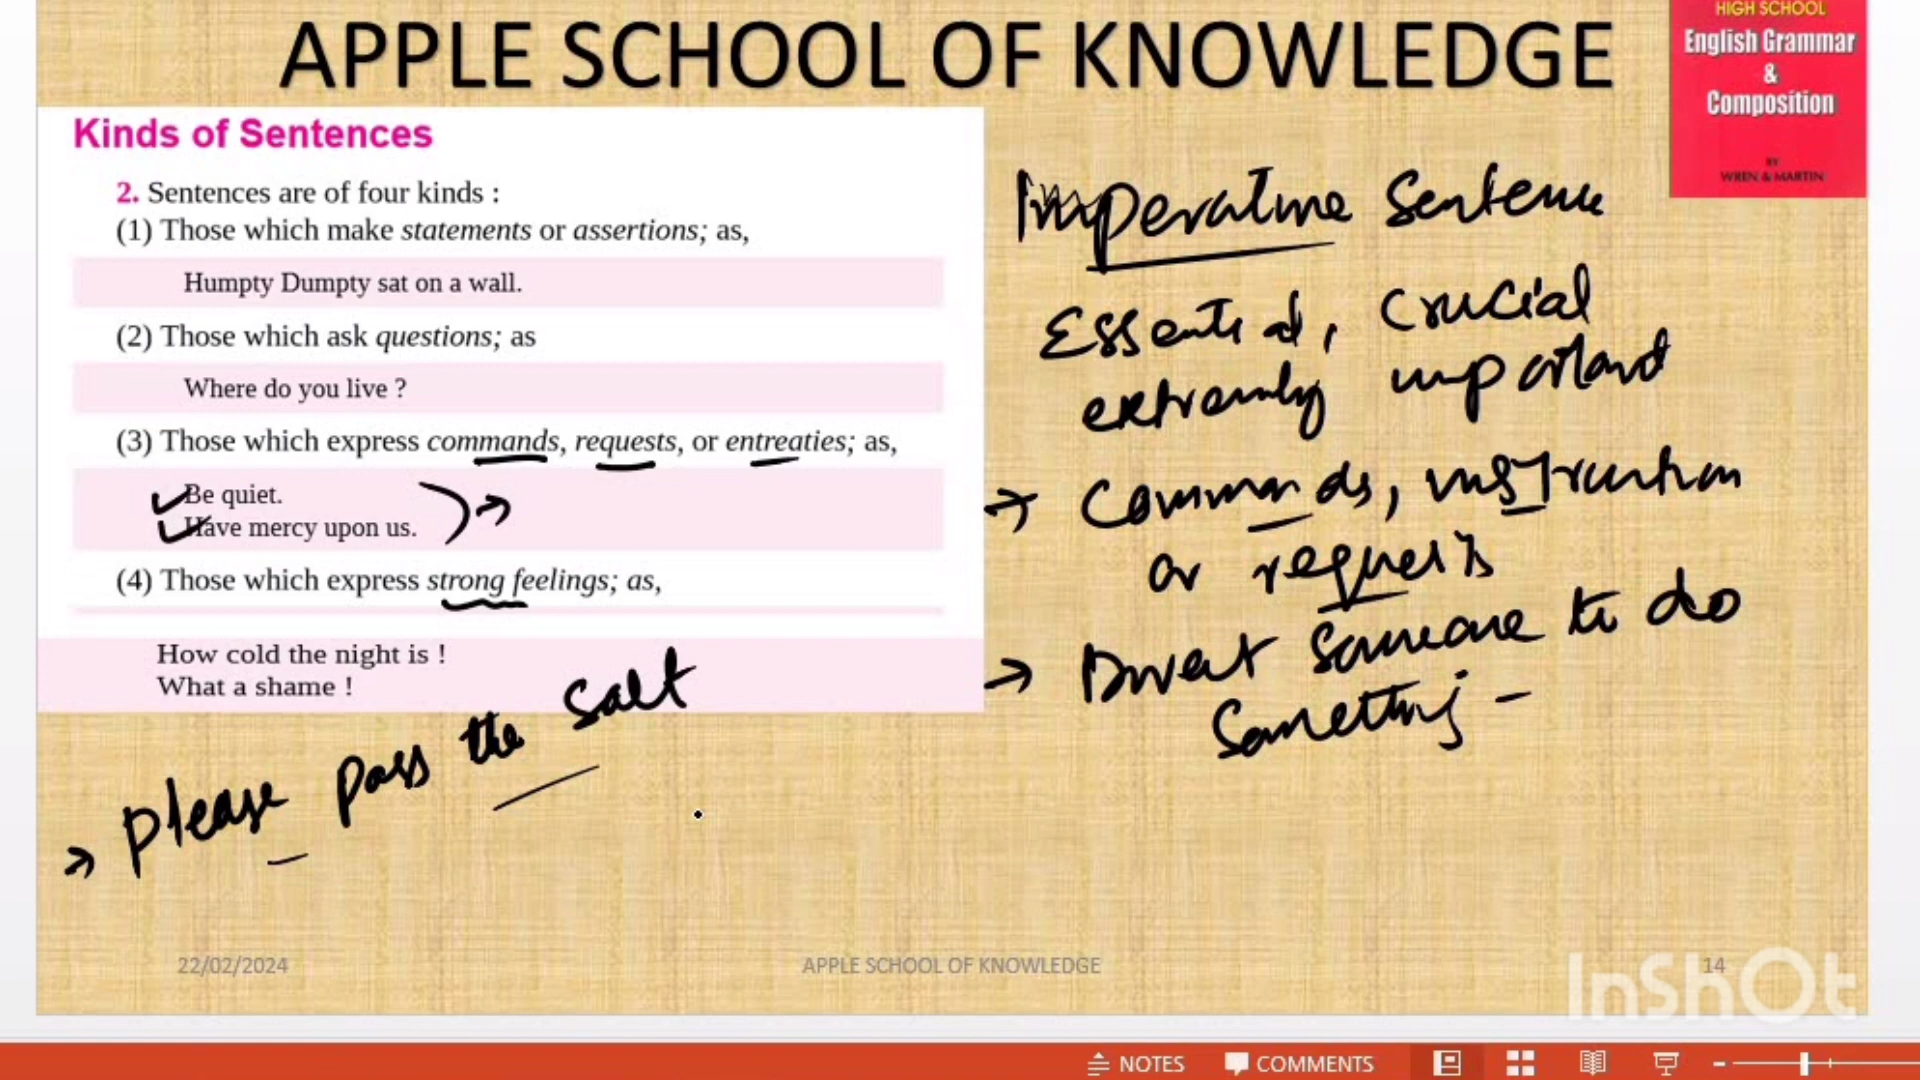 APPLE SCHOOL OF KNOWLEDGE
HIGH SCHOOL
English Grammar
&
Composition
BY
WREN & MARTIN
Kinds of Sentences
2. Sentences are of four kinds :
(1) Those which make statements or assertions; as,
Humpty Dumpty sat on a wall.
(2) Those which ask questions; as
Where do you live ?
(3) Those which express commands, requests, or entreaties; as,
Be quiet.
Have mercy upon us.
(4) Those which express strong feelings; as,
How cold the night is !
What a shame !
Please pass the salt
Imperative Sentence
Essential, Crucial
extremely important
Commands, instruction
or requests
Direct someone to do
Something -
22/02/2024
APPLE SCHOOL OF KNOWLEDGE
14
InShOt
NOTES
COMMENTS